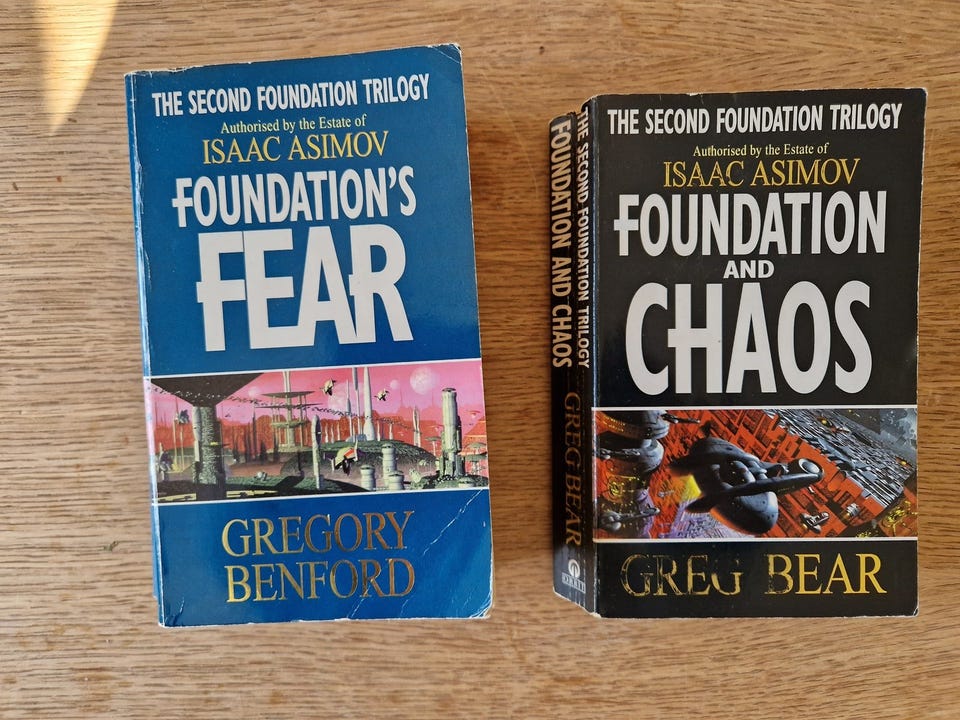 THE SECOND FOUNDATION TRILOGY
Authorised by the Estate of
ISAAC ASIMOV
FOUNDATION'S
FEAR
GREGORY
BENFORD
THE SECOND FOUNDATION TRILOGY
FOUNDATION AND CHAOS
GREG BEAR
THE SECOND FOUNDATION TRILOGY
Authorised by the Estate of
ISAAC ASIMOV
FOUNDATION
AND
CHAOS
GREG BEAR